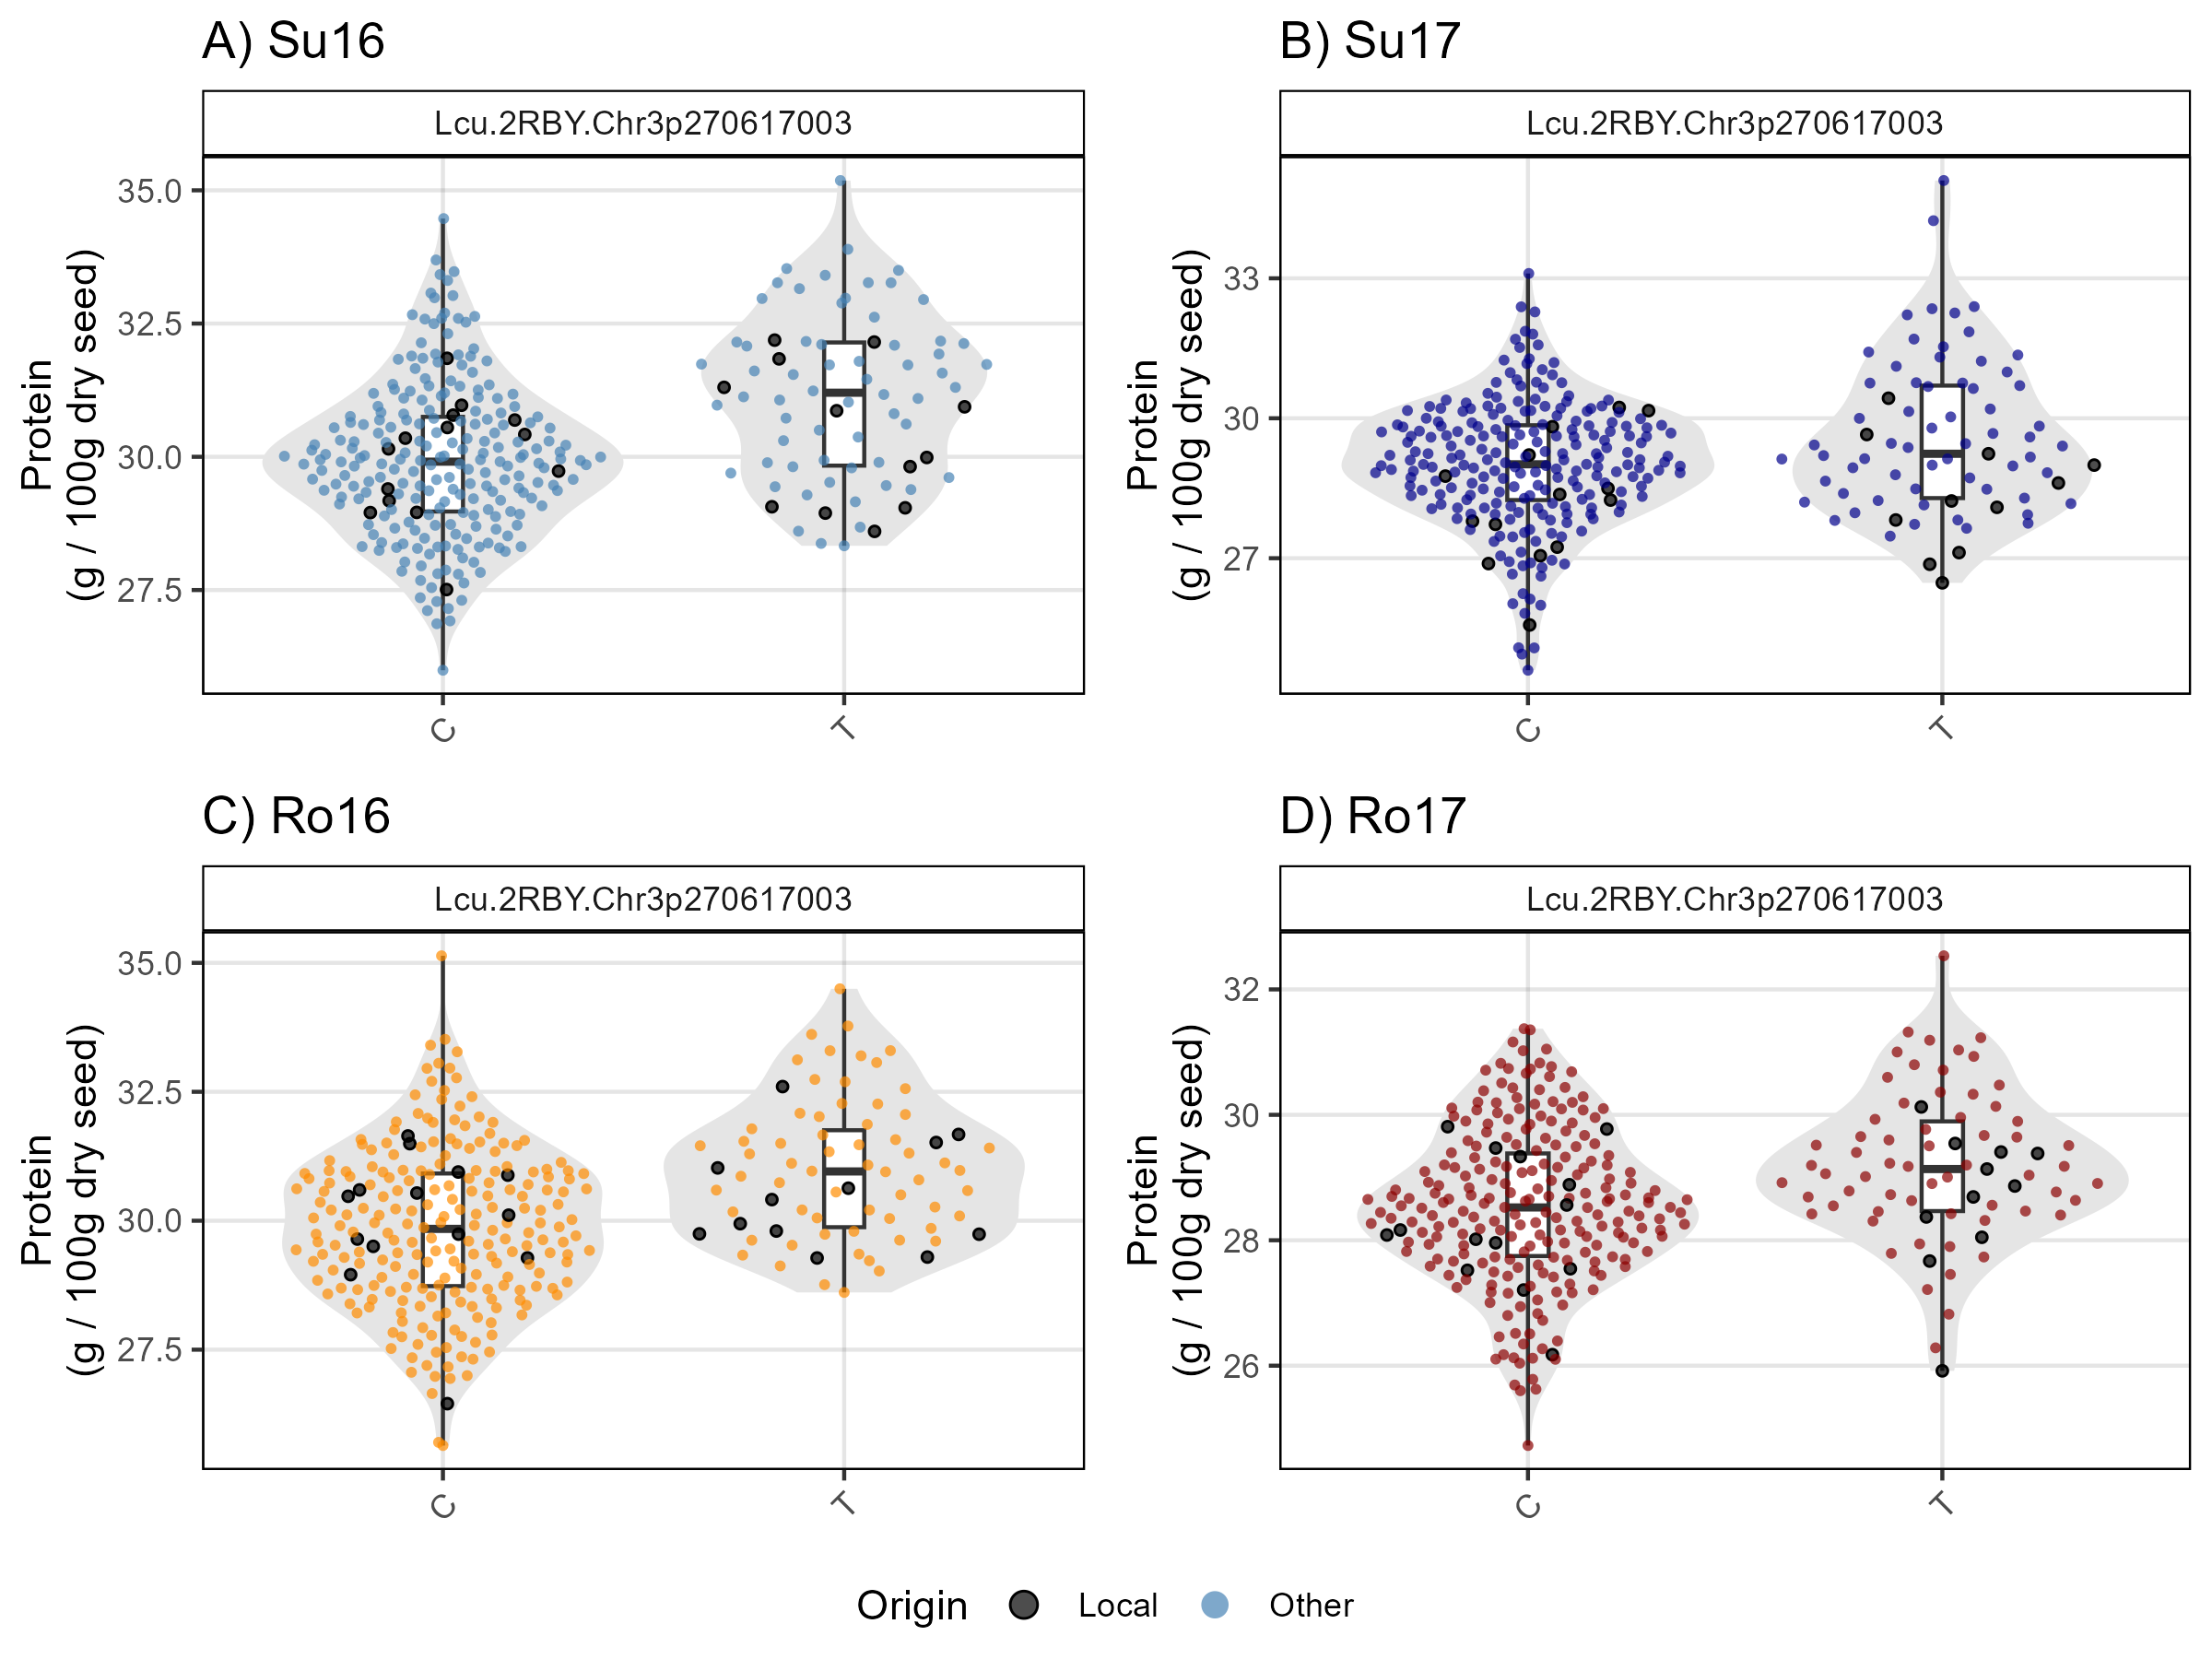 A) Su16
Lcu.2RBY.Chr3p270617003
Protein
(g / 100g dry seed)
35.0
32.5
30.0
27.5
C
T
B) Su17
Lcu.2RBY.Chr3p270617003
Protein
(g / 100g dry seed)
33
30
27
C
T
C) Ro16
Lcu.2RBY.Chr3p270617003
Protein
(g / 100g dry seed)
35.0
32.5
30.0
27.5
C
T
D) Ro17
Lcu.2RBY.Chr3p270617003
Protein
(g / 100g dry seed)
32
30
28
26
C
T
Origin Local Other